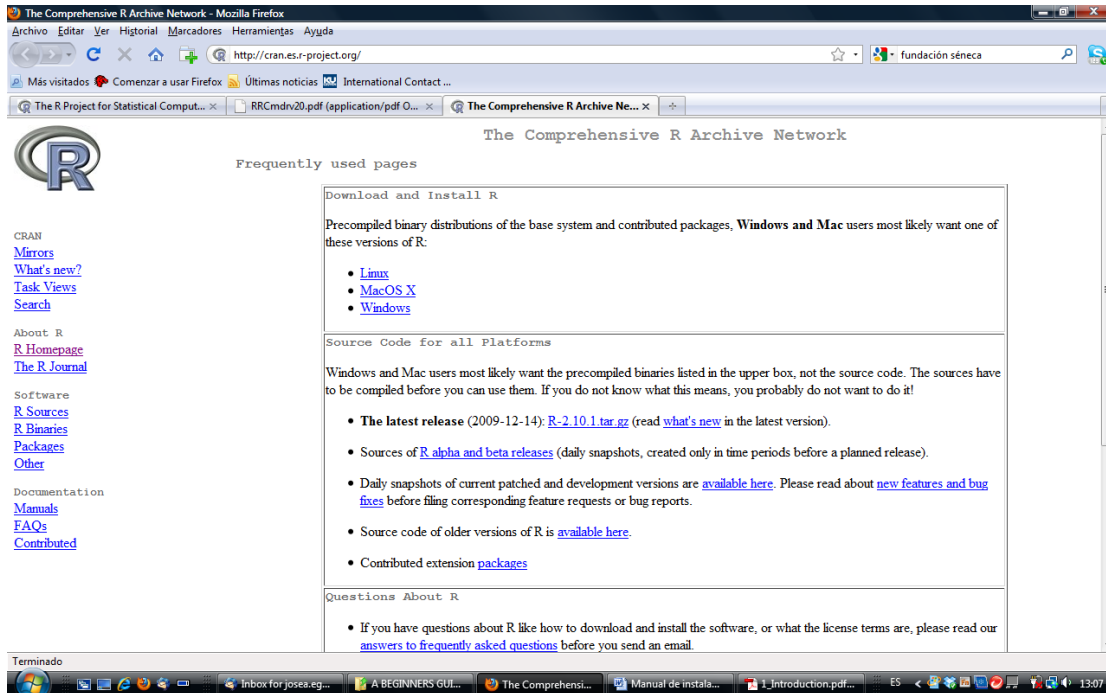 The Comprehensive R Archive Network - Mozilla Firefox
Archivo Editar Ver Historial Marcadores Herramientas Ayuda
http://cran.es.r-project.org/
fundación séneca
Más visitados Comenzar a usar Firefox Últimas noticias International Contact ...
The R Project for Statistical Comput... RRCmdrv20.pdf (application/pdf O... The Comprehensive R Archive Ne...
R
The Comprehensive R Archive Network
Frequently used pages
CRAN
Mirrors
What's new?
Task Views
Search
About R
R Homepage
The R Journal
Software
R Sources
R Binaries
Packages
Other
Documentation
Manuals
FAQs
Contributed
Download and Install R
Precompiled binary distributions of the base system and contributed packages, Windows and Mac users most likely want one of
these versions of R:
Linux
MacOS X
Windows
Source Code for all Platforms
Windows and Mac users most likely want the precompiled binaries listed in the upper box, not the source code. The sources have
to be compiled before you can use them. If you do not know what this means, you probably do not want to do it!
The latest release (2009-12-14): R-2.10.1.tar.gz (read what's new in the latest version).
Sources of R alpha and beta releases (daily snapshots, created only in time periods before a planned release).
Daily snapshots of current patched and development versions are available here. Please read about new features and bug
fixes before filing corresponding feature requests or bug reports.
Source code of older versions of R is available here.
Contributed extension packages
Questions About R
If you have questions about R like how to download and install the software, or what the license terms are, please read our
answers to frequently asked questions before you send an email.
Terminado
Inbox for josea.eg... A BEGINNERS GUI... The Comprehensi... Manual de instala... 1_Introduction.pdf... ES 13:07